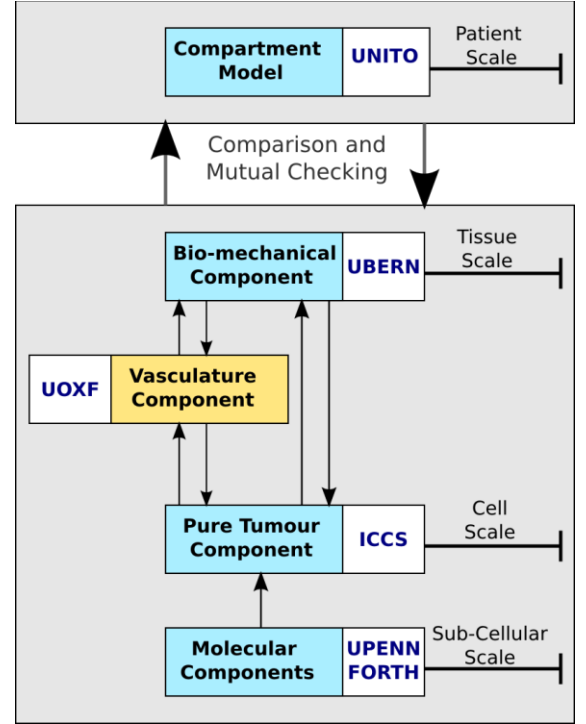 Compartment
Model
UNITO
Patient
Scale
Comparison and
Mutual Checking
Bio-mechanical
Component
UBERN
Tissue
Scale
UOXF
Vasculature
Component
Pure Tumour
Component
ICCS
Cell
Scale
Molecular
Components
UPENN
FORTH
Sub-Cellular
Scale